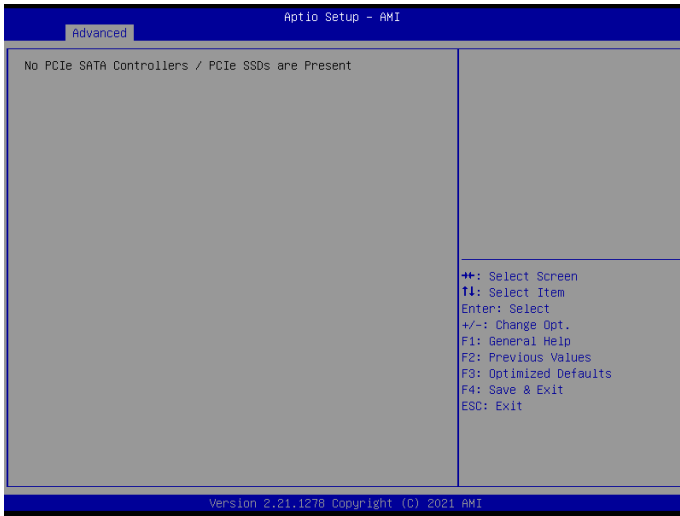 Aptio Setup – AMI
Advanced
No PCIe SATA Controllers / PCIe SSDs are Present
→←: Select Screen
↑↓: Select Item
Enter: Select
+/-: Change Opt.
F1: General Help
F2: Previous Values
F3: Optimized Defaults
F4: Save & Exit
ESC: Exit
Version 2.21.1278 Copyright (C) 2021 AMI